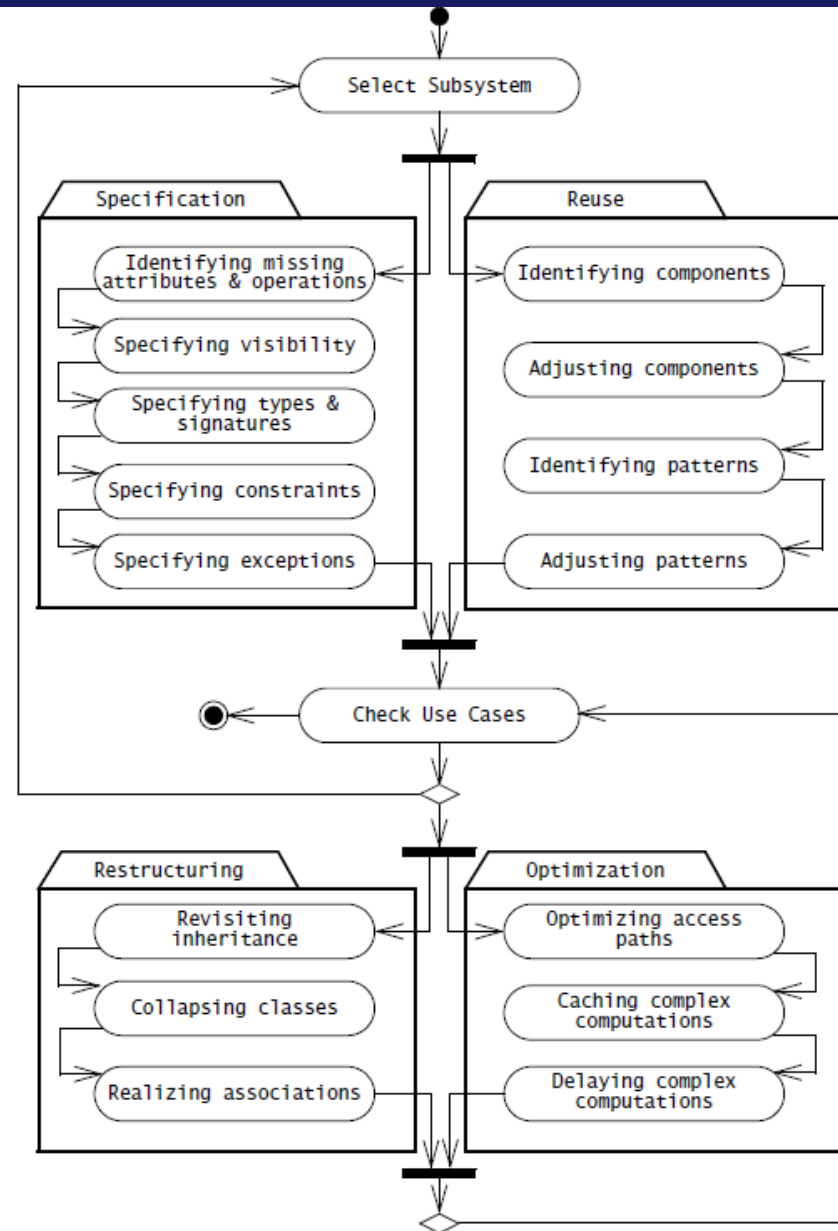 Select Subsystem
Specification
Identifying missing
attributes & operations
Specifying visibility
Specifying types &
signatures
Specifying constraints
Specifying exceptions
Reuse
Identifying components
Adjusting components
Identifying patterns
Adjusting patterns
Check Use Cases
Restructuring
Revisiting
inheritance
Collapsing classes
Realizing associations
Optimization
Optimizing access
paths
Caching complex
computations
Delaying complex
computations